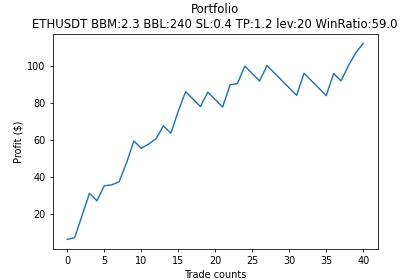 Portfolio
ETHUSDT BBM:2.3 BBL:240 SL:0.4 TP:1.2 lev:20 WinRatio:59.0
Profit ($)
100
80
60
40
20
0 5 10 15 20 25 30 35 40
Trade counts